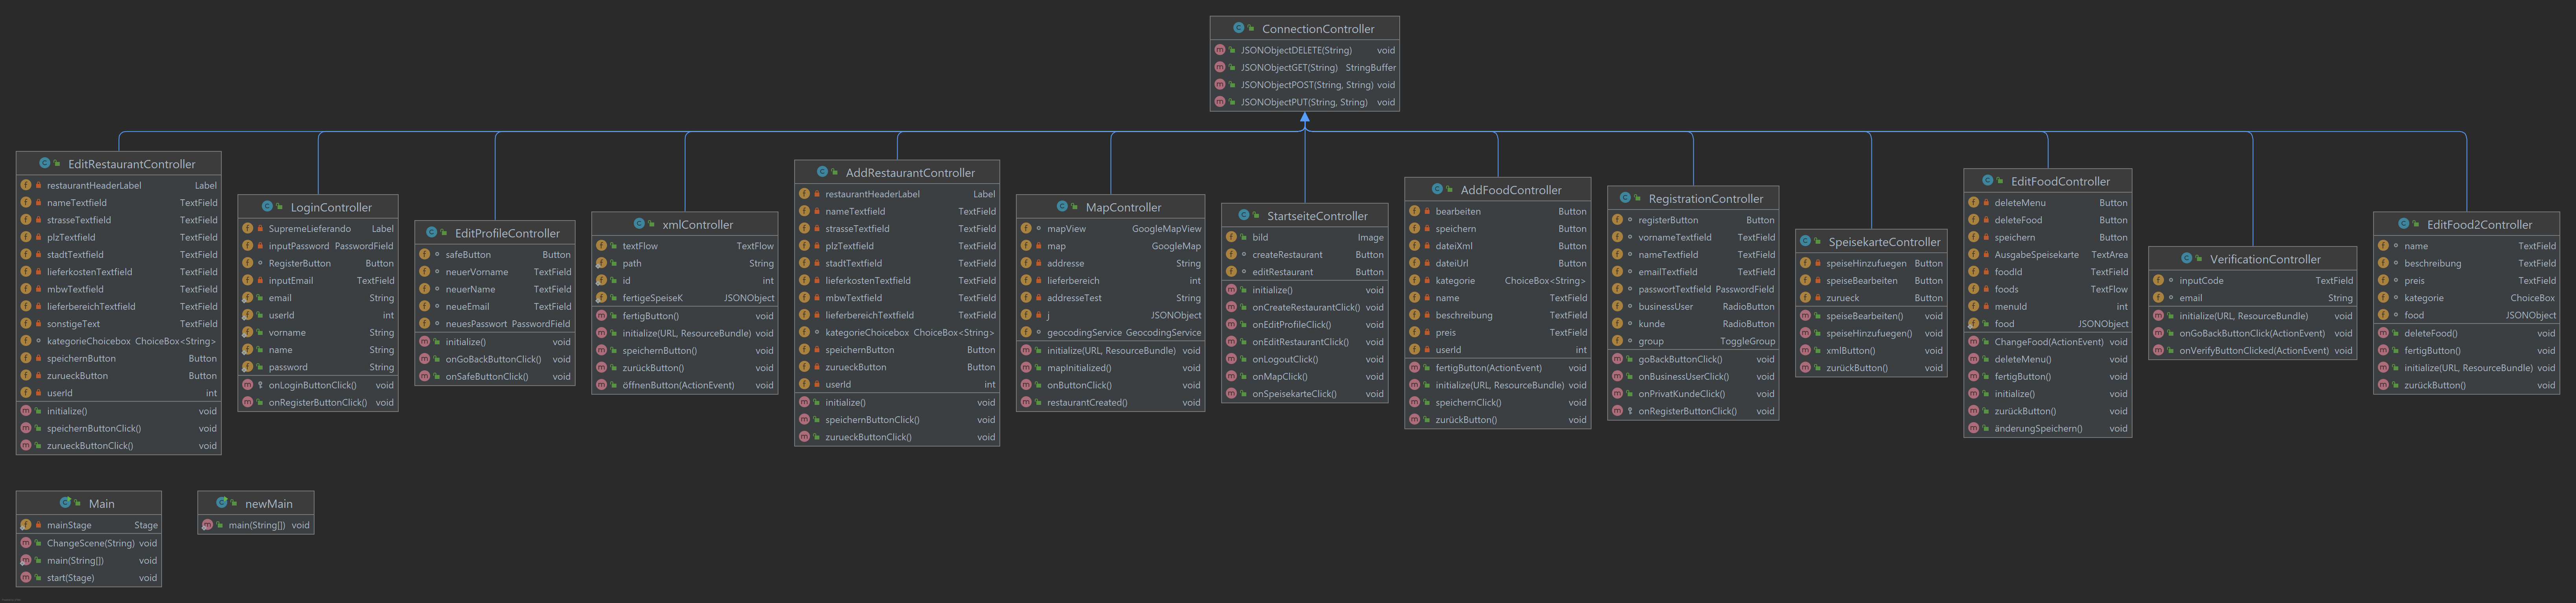 ConnectionController
JSONObjectDELETE(String) void
JSONObjectGET(String) StringBuffer
JSONObjectPOST(String, String) void
JSONObjectPUT(String, String) void
EditRestaurantController
restaurantHeaderLabel Label
nameTextfield TextField
strasseTextfield TextField
plzTextfield TextField
stadtTextfield TextField
lieferkostenTextfield TextField
mbwTextfield TextField
lieferbereichTextfield TextField
sonstigeText TextField
kategorieChoicebox ChoiceBox<String>
speichernButton Button
zurueckButton Button
userId int
initialize() void
speichernButtonClick() void
zurueckButtonClick() void
LoginController
SupremeLieferando Label
inputPassword PasswordField
RegisterButton Button
inputEmail TextField
email String
userId int
vorname String
name String
password String
onLoginButtonClick() void
onRegisterButtonClick() void
EditProfileController
safeButton Button
neuerVorname TextField
neuerName TextField
neueEmail TextField
neuesPasswort PasswordField
initialize() void
onGoBackButtonClick() void
onSafeButtonClick() void
xmlController
textFlow TextFlow
path String
id int
fertigeSpeiseK JSONObject
fertigButton() void
initialize(URL, ResourceBundle) void
speichernButton() void
zurückButton() void
öffnenButton(ActionEvent) void
AddRestaurantController
restaurantHeaderLabel Label
nameTextfield TextField
strasseTextfield TextField
plzTextfield TextField
stadtTextfield TextField
lieferkostenTextfield TextField
mbwTextfield TextField
lieferbereichTextfield TextField
kategorieChoicebox ChoiceBox<String>
speichernButton Button
zurueckButton Button
userId int
initialize() void
speichernButtonClick() void
zurueckButtonClick() void
MapController
mapView GoogleMapView
map GoogleMap
addresse String
lieferbereich int
addresseTest String
j JSONObject
geocodingService GeocodingService
initialize(URL, ResourceBundle) void
mapInitialized() void
onButtonClick() void
restaurantCreated() void
StartseiteController
bild Image
createRestaurant Button
editRestaurant Button
initialize() void
onCreateRestaurantClick() void
onEditProfileClick() void
onEditRestaurantClick() void
onLogoutClick() void
onMapClick() void
onSpeisekarteClick() void
AddFoodController
bearbeiten Button
speichern Button
dateiXml Button
dateiUrl Button
kategorie ChoiceBox<String>
name TextField
beschreibung TextField
preis TextField
userId int
fertigButton(ActionEvent) void
initialize(URL, ResourceBundle) void
speichernClick() void
zurückButton() void
RegistrationController
registerButton Button
vornameTextfield TextField
nameTextfield TextField
emailTextfield TextField
passwortTextfield PasswordField
businessUser RadioButton
kunde RadioButton
group ToggleGroup
goBackButtonClick() void
onBusinessUserClick() void
onPrivatKundeClick() void
onRegisterButtonClick() void
SpeisekarteController
speiseHinzufuegen Button
speiseBearbeiten Button
zurueck Button
speiseBearbeiten() void
speiseHinzufuegen() void
xmlButton() void
zurückButton() void
EditFoodController
deleteMenu Button
deleteFood Button
speichern Button
AusgabeSpeisekarte TextArea
foodId TextField
foods TextFlow
menuId int
food JSONObject
ChangeFood(ActionEvent) void
deleteMenu() void
fertigButton() void
initialize() void
zurückButton() void
änderungSpeichern() void
VerificationController
inputCode TextField
email String
initialize(URL, ResourceBundle) void
onGoBackButtonClick(ActionEvent) void
onVerifyButtonClicked(ActionEvent) void
EditFood2Controller
name TextField
beschreibung TextField
preis TextField
kategorie ChoiceBox
food JSONObject
deleteFood() void
fertigButton() void
initialize(URL, ResourceBundle) void
zurückButton() void
Main
mainStage Stage
ChangeScene(String) void
main(String[]) void
start(Stage) void
newMain
main(String[]) void